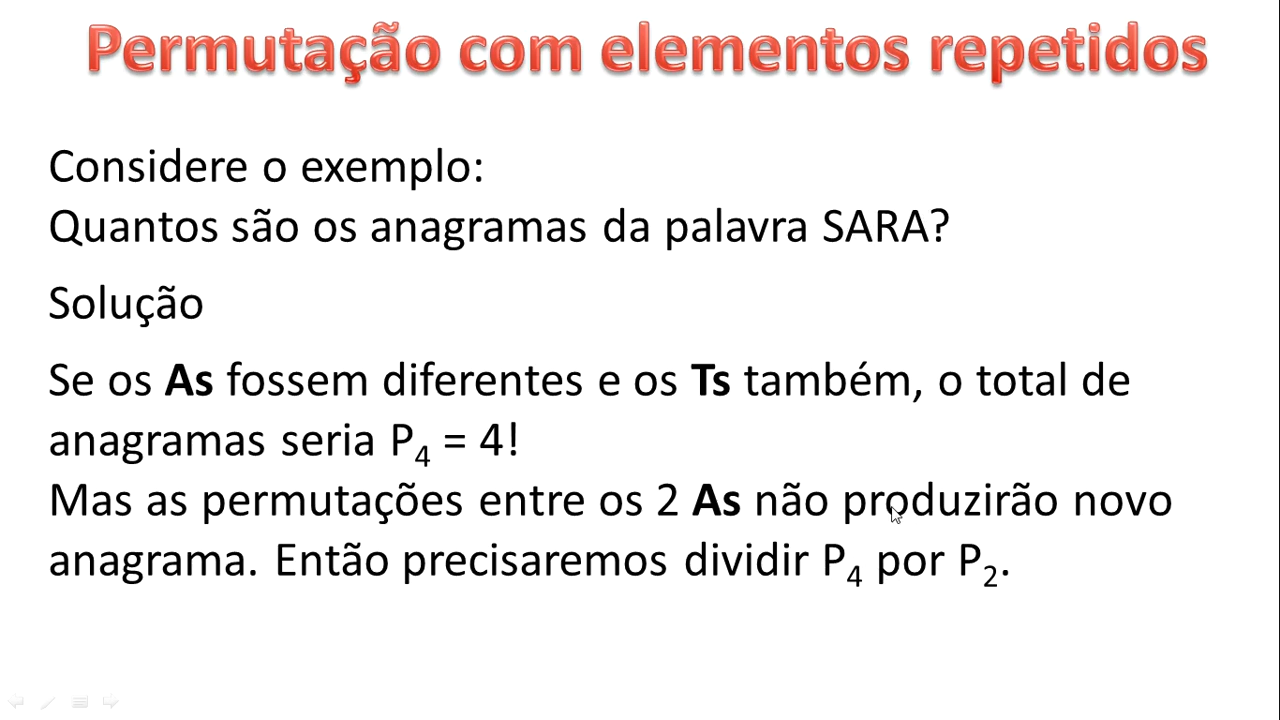 Permutação com elementos repetidos
Considere o exemplo:
Quantos são os anagramas da palavra SARA?
Solução
Se os As fossem diferentes e os Ts também, o total de
anagramas seria P₄ = 4!
Mas as permutações entre os 2 As não produzirão novo
anagrama. Então precisaremos dividir P₄ por P₂.